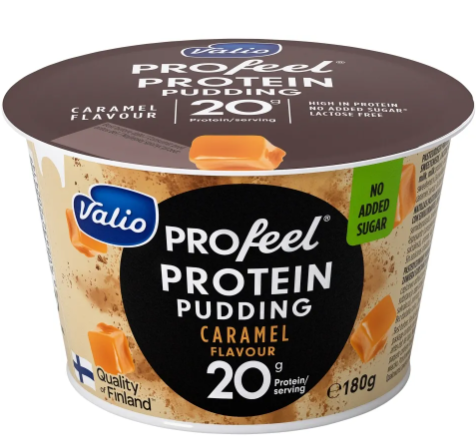 Valio
PROfeel®
PROTEIN
PUDDING
CARAMEL
FLAVOUR
20g
Protein/serving
HIGH IN PROTEIN
NO ADDED SUGAR*
LACTOSE FREE
Valio
NO
ADDED
SUGAR
PROfeel®
PROTEIN
PUDDING
CARAMEL
FLAVOUR
20g
Protein/
serving
Quality
of Finland™
℮180g